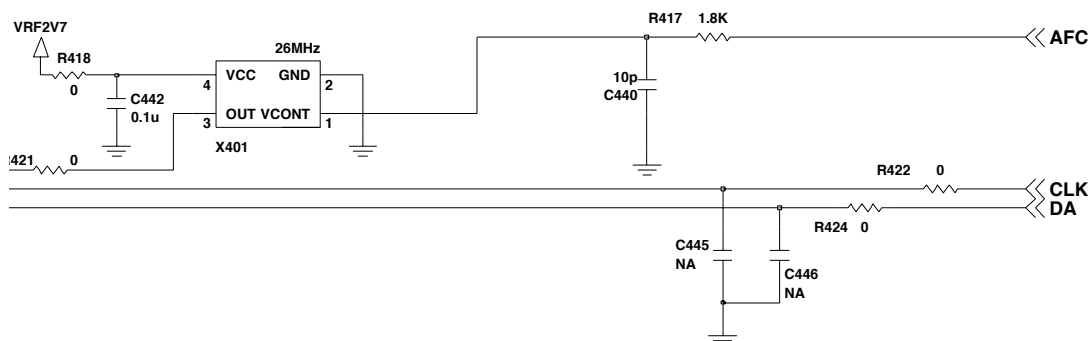 R417 1.8K
AFC
VRF2V7
R418
0
26MHz
VCC GND
4 2
10p
C440
C442
0.1u
OUT VCONT
3 1
X401
0
R422 0
CLK
DA
R424 0
C445
NA
C446
NA